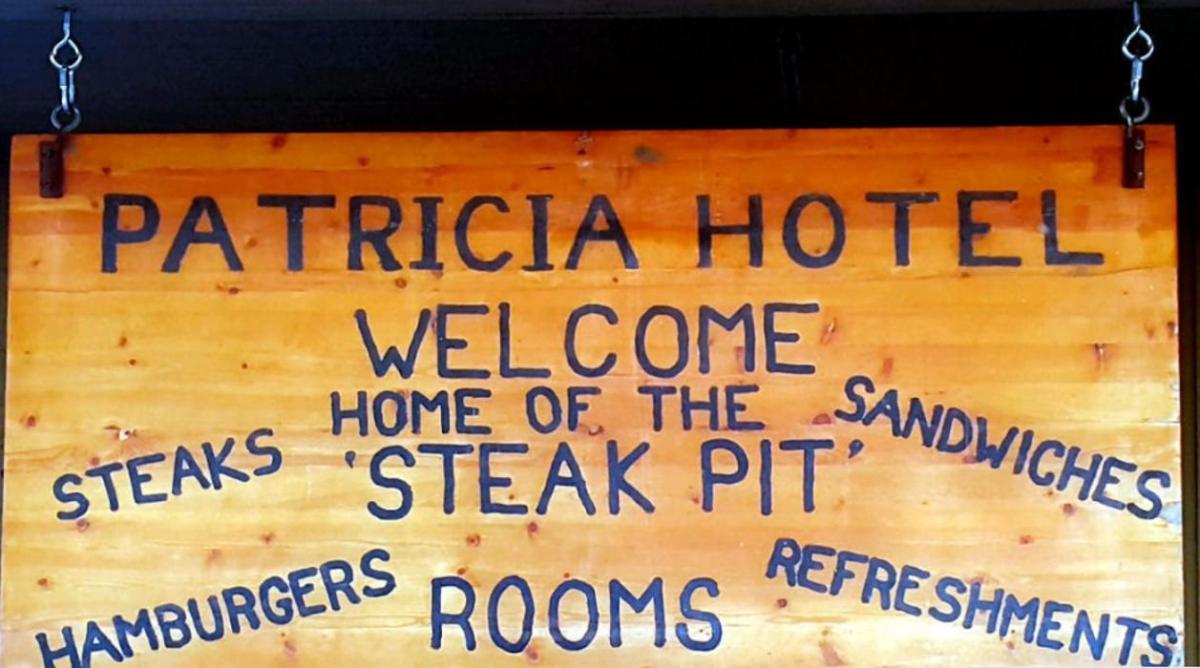 PATRICIA HOTEL
WELCOME
HOME OF THE
'STEAK PIT'
STEAKS
SANDWICHES
HAMBURGERS
ROOMS
REFRESHMENTS